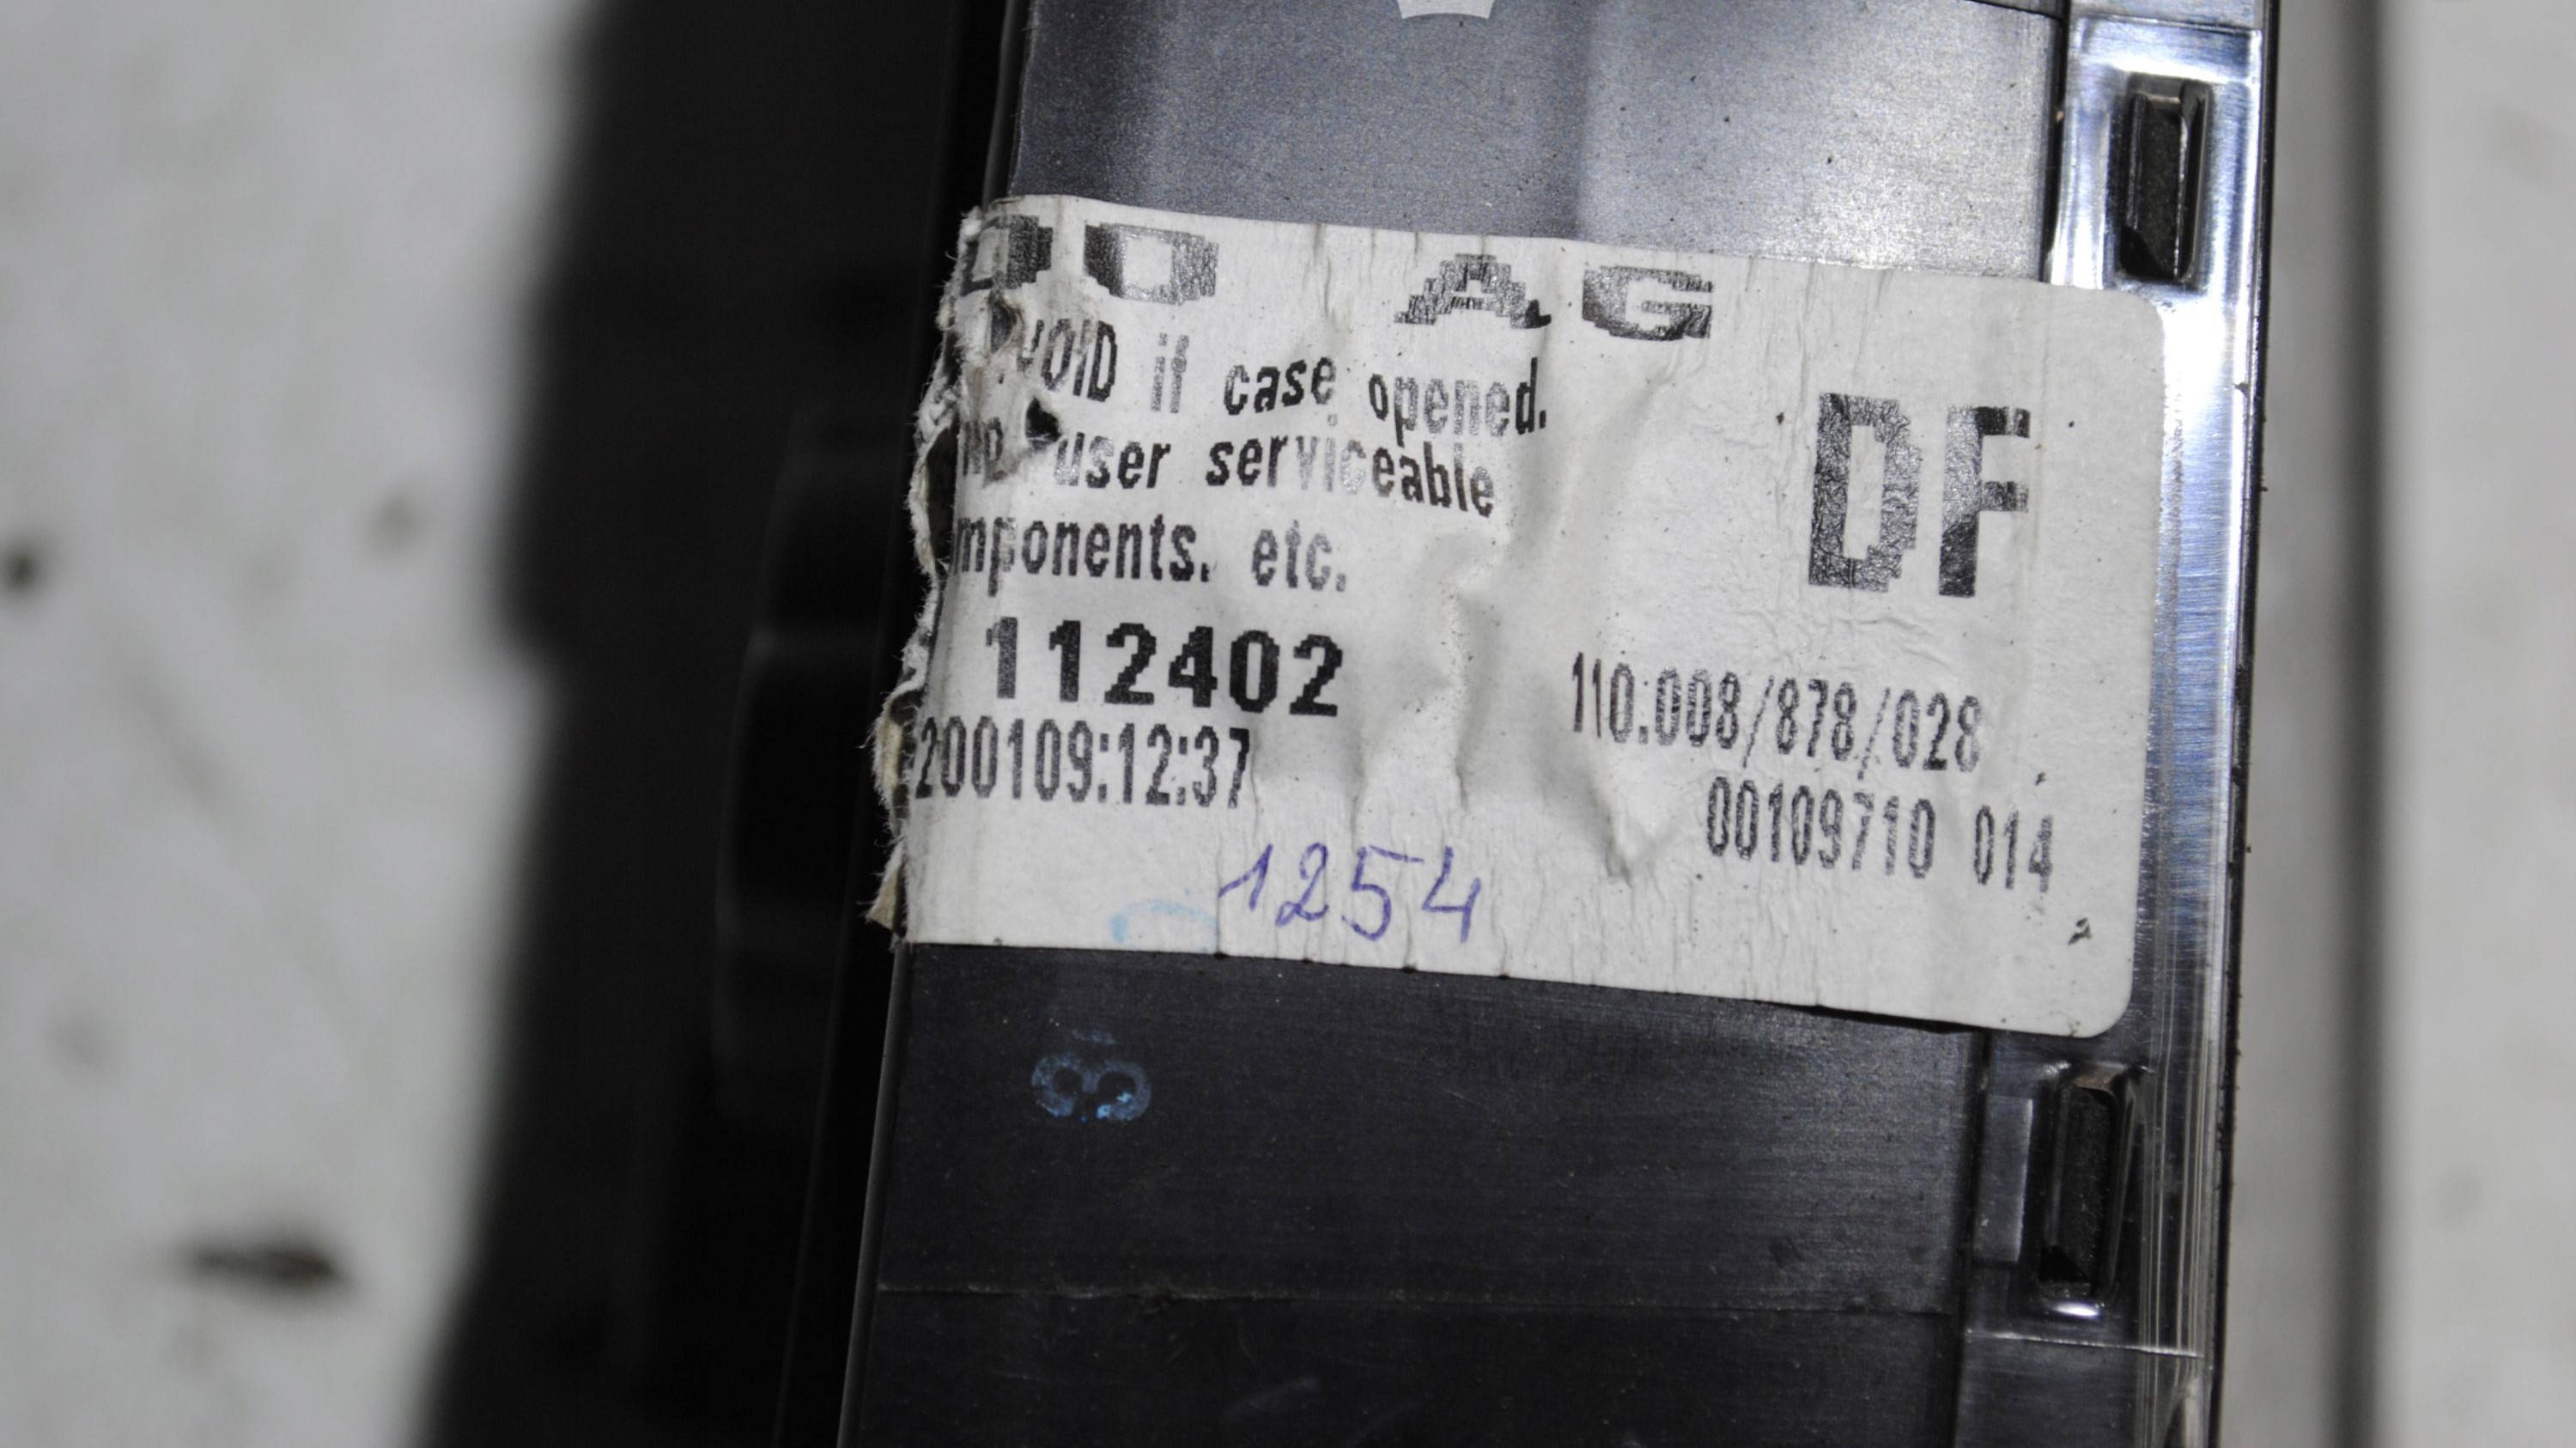 DO AG
VOID if case opened.
user serviceable
mponents. etc.
DF
112402
110.008/878/028
200109:12:37
00109710 014
1254